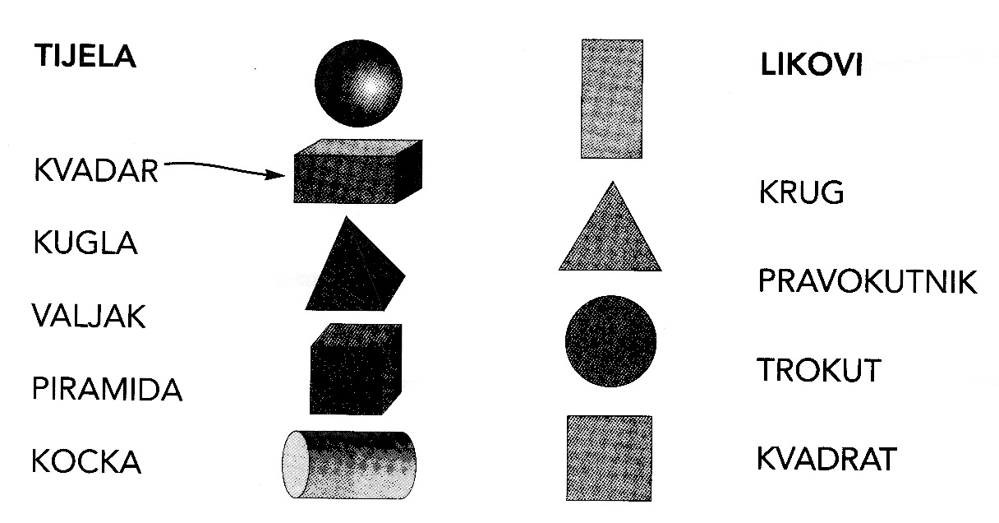 TIJELA
KVADAR
KUGLA
VALJAK
PIRAMIDA
KOCKA
LIKOVI
KRUG
PRAVOKUTNIK
TROKUT
KVADRAT